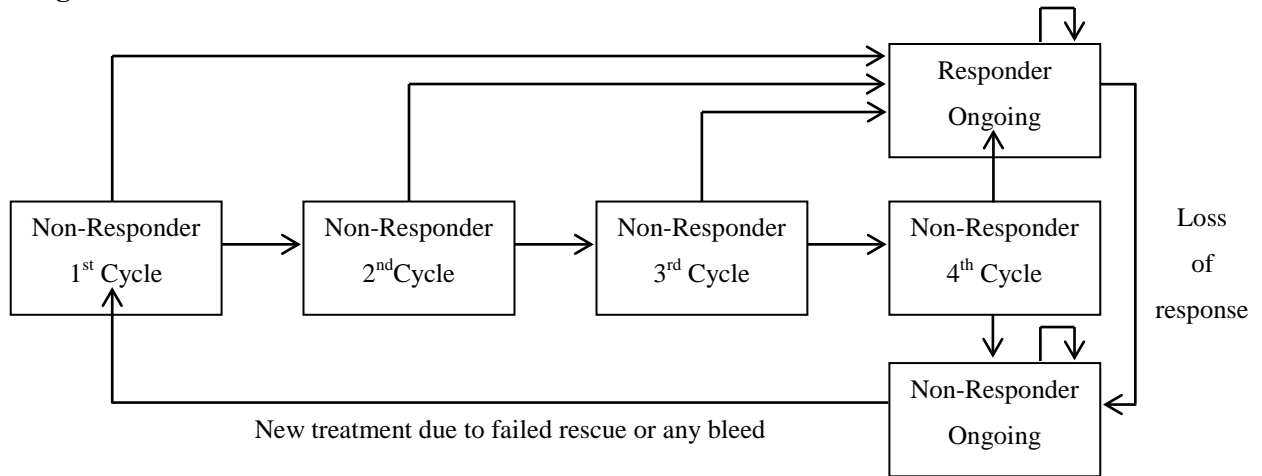 Responder
Ongoing
Non-Responder
1st Cycle
Non-Responder
2ndCycle
Non-Responder
3rd Cycle
Non-Responder
4th Cycle
Loss
of
response
Non-Responder
Ongoing
New treatment due to failed rescue or any bleed